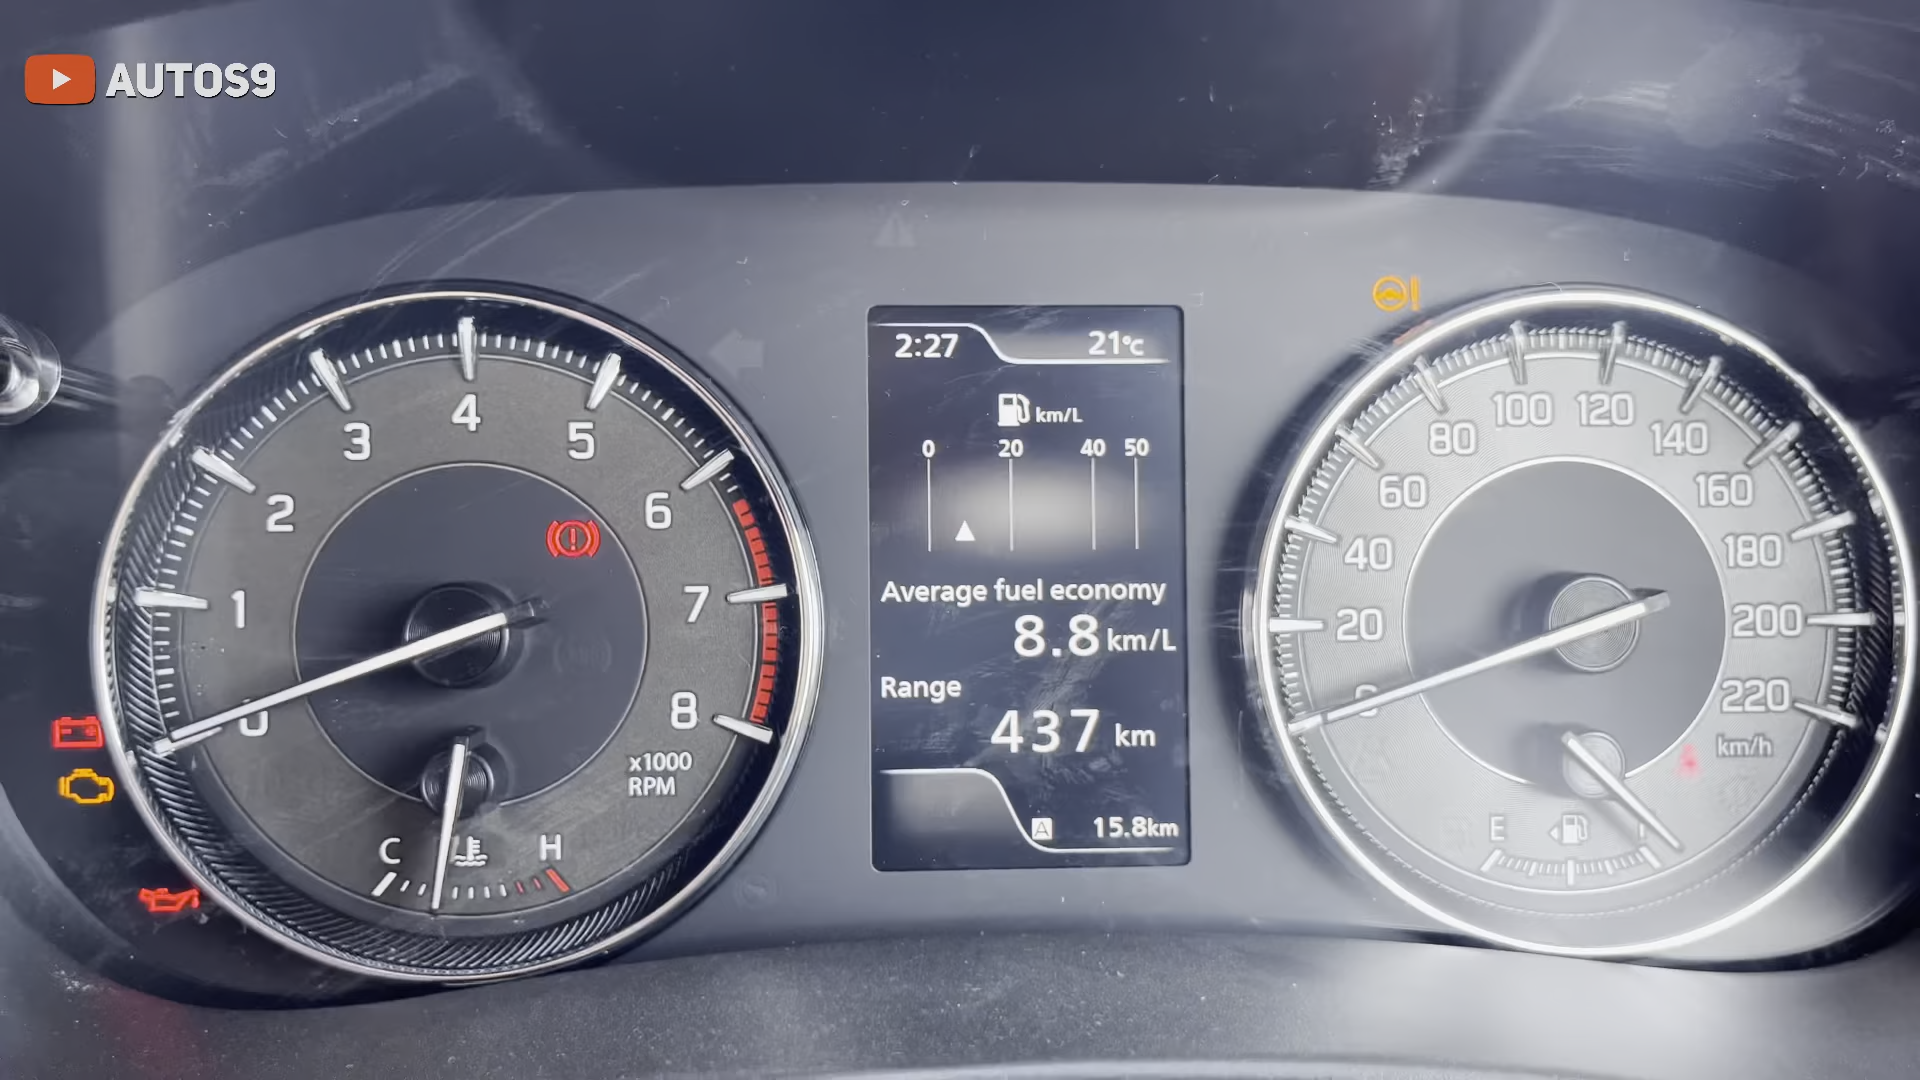 AUTOS9
2:27 21°C
km/L
0 20 40 50
Average fuel economy
8.8 km/L
Range
437 km
A 15.8km
0 1 2 3 4 5 6 7 8
x1000
RPM
C H
0 20 40 60 80 100 120 140 160 180 200 220
km/h
E